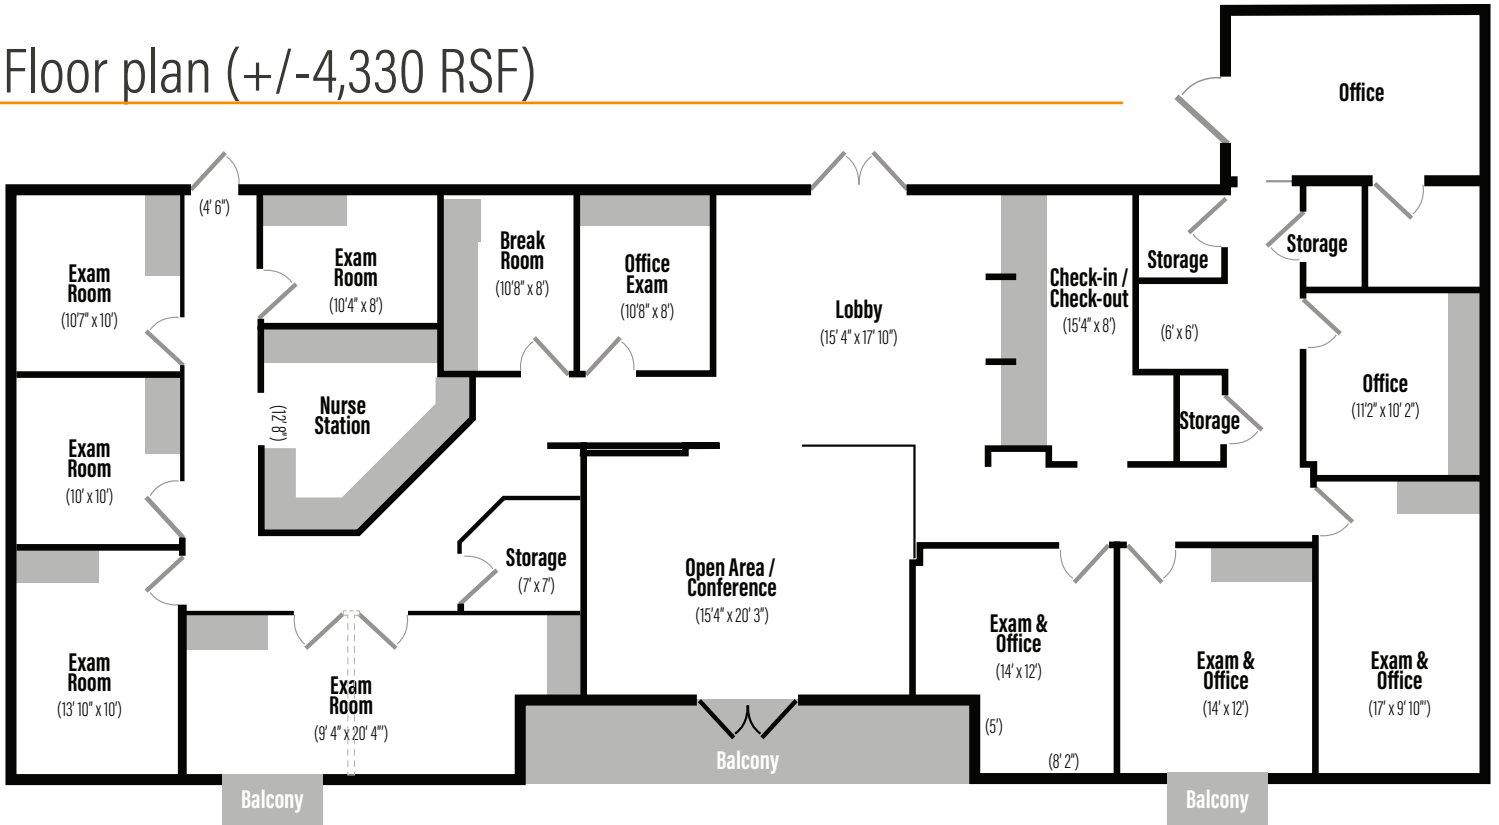 Floor plan (+/-4,330 RSF)
Office
(4' 6")
Exam
Room
(10'7" x 10')
Exam
Room
(10'4" x 8')
Break
Room
(10'8" x 8')
Office
Exam
(10'8" x 8')
Lobby
(15' 4" x 17' 10")
Check-in /
Check-out
(15'4" x 8')
Storage
Storage
(6' x 6')
Office
(11'2" x 10' 2")
Storage
Nurse
Station
(12' 8")
Exam
Room
(10' x 10')
Storage
(7' x 7')
Open Area /
Conference
(15'4" x 20' 3")
Exam
Room
(13' 10" x 10')
Exam
Room
(9' 4" x 20' 4"')
Exam &
Office
(14' x 12')
(5')
(8' 2")
Exam &
Office
(14' x 12')
Exam &
Office
(17' x 9' 10"')
Balcony
Balcony
Balcony